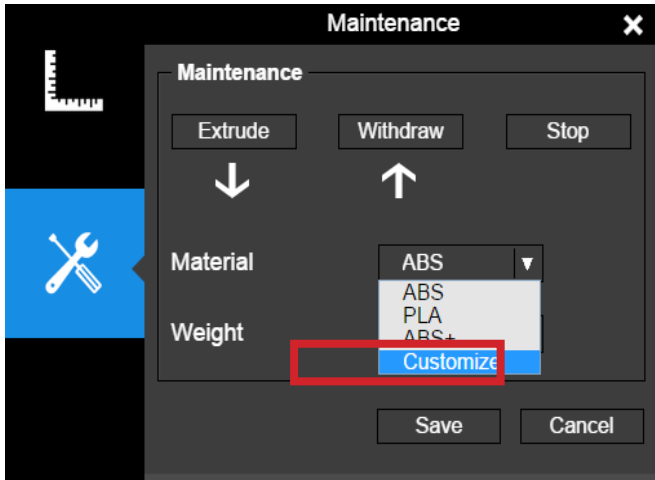 Maintenance
Maintenance
Extrude Withdraw Stop
Material ABS
ABS
PLA
Weight
ABS+
Customize
Save Cancel